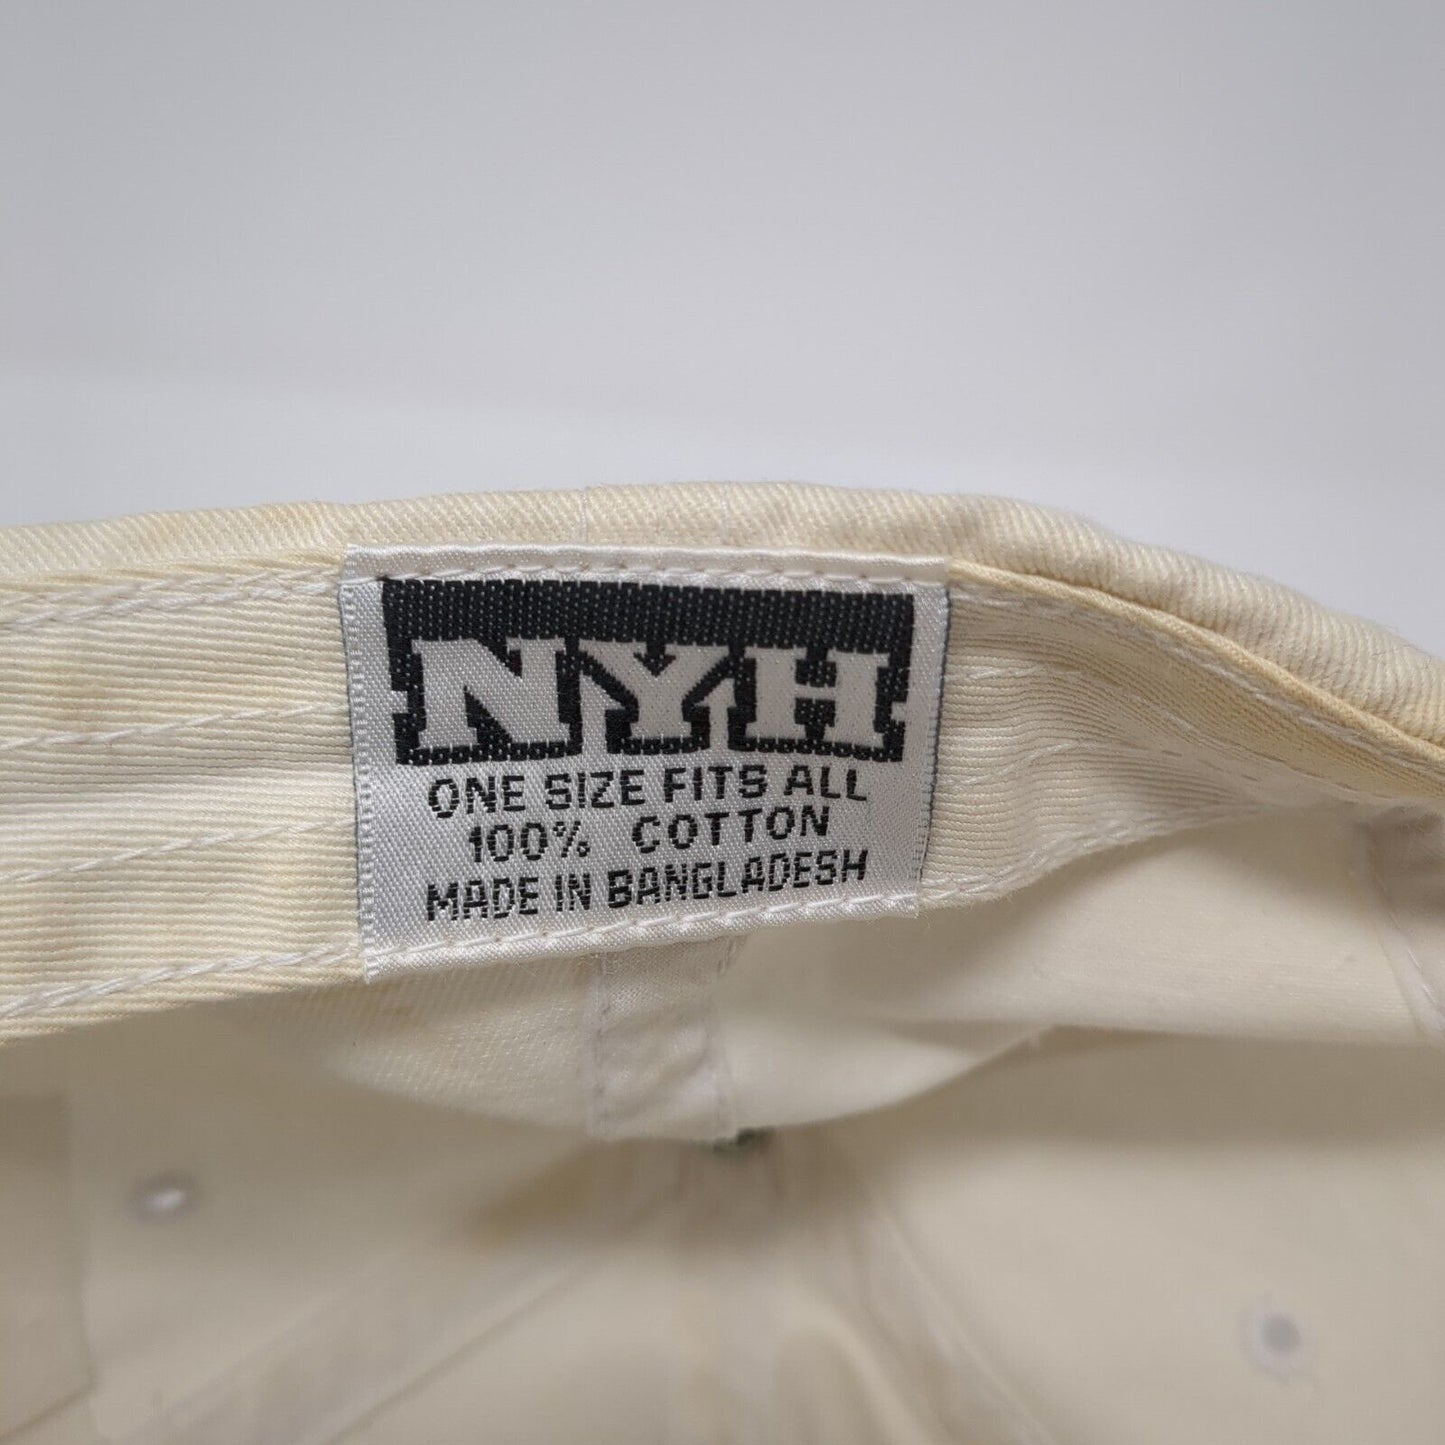 NYH
ONE SIZE FITS ALL
100% COTTON
MADE IN BANGLADESH